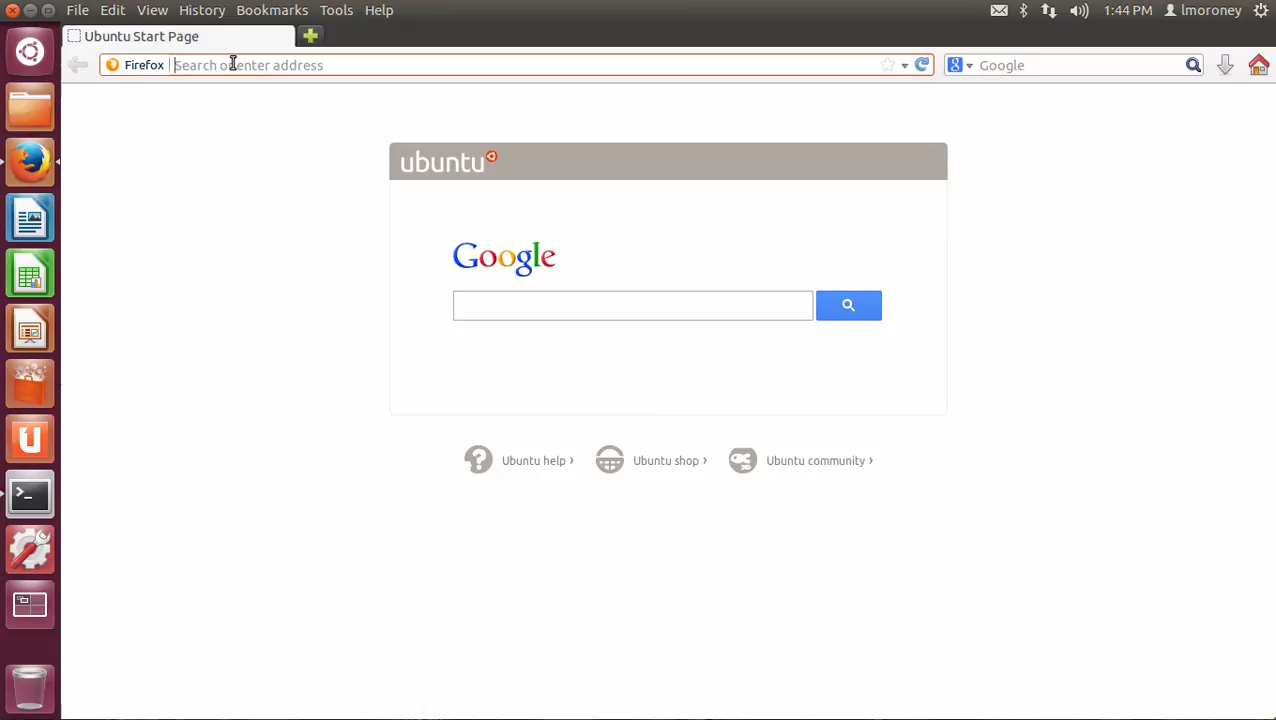 File Edit View History Bookmarks Tools Help 1:44 PM lmoroney
Ubuntu Start Page
Firefox Search or enter address Google
ubuntu
Google
Ubuntu help › Ubuntu shop › Ubuntu community ›